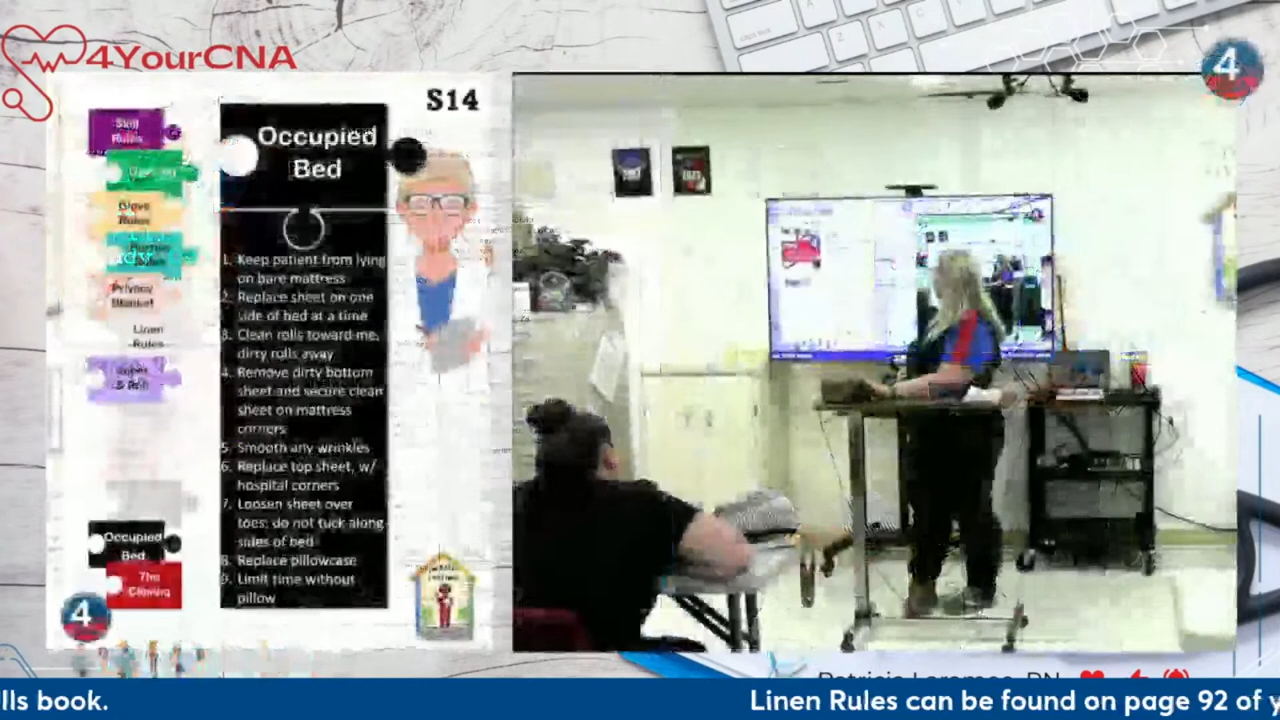 4YourCNA
4
S14
Skill
Rules
Glove
Rules
Privacy
Blanket
Linen
Rules
Occupied
Bed
The
Closing
4
Occupied
Bed
1. Keep patient from lying
on bare mattress
2. Replace sheet on one
side of bed at a time
3. Clean rolls toward me,
dirty rolls away
4. Remove dirty bottom
sheet and secure clean
sheet on mattress
corners
5. Smooth any wrinkles
6. Replace top sheet, w/
hospital corners
7. Loosen sheet over
toes; do not tuck along
sides of bed
8. Replace pillowcase
9. Limit time without
pillow
lls book.
Linen Rules can be found on page 92 of y